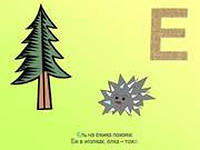 Е
Ель на ёжика похожа:
Ёж в иголках, ёлка – тоже.